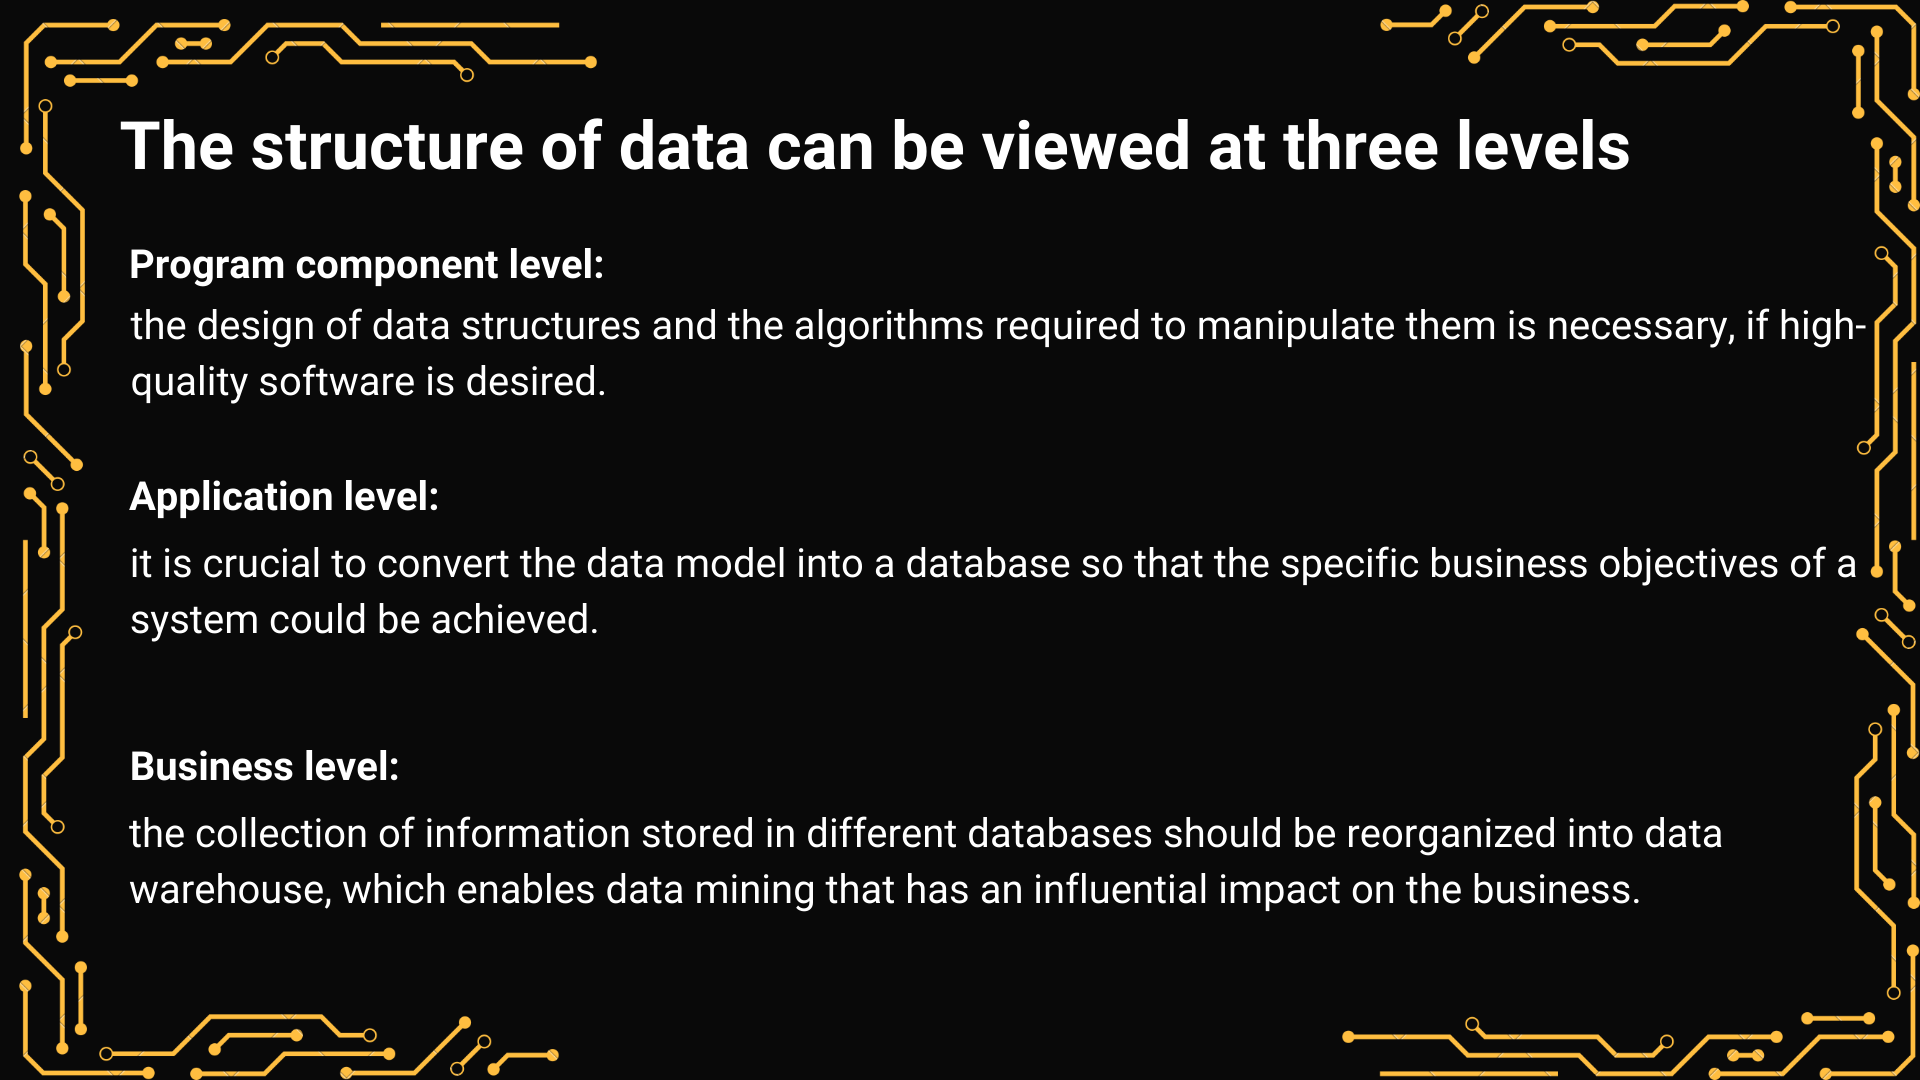 The structure of data can be viewed at three levels
Program component level:
the design of data structures and the algorithms required to manipulate them is necessary, if high-
quality software is desired.
Application level:
it is crucial to convert the data model into a database so that the specific business objectives of a
system could be achieved.
Business level:
the collection of information stored in different databases should be reorganized into data
warehouse, which enables data mining that has an influential impact on the business.